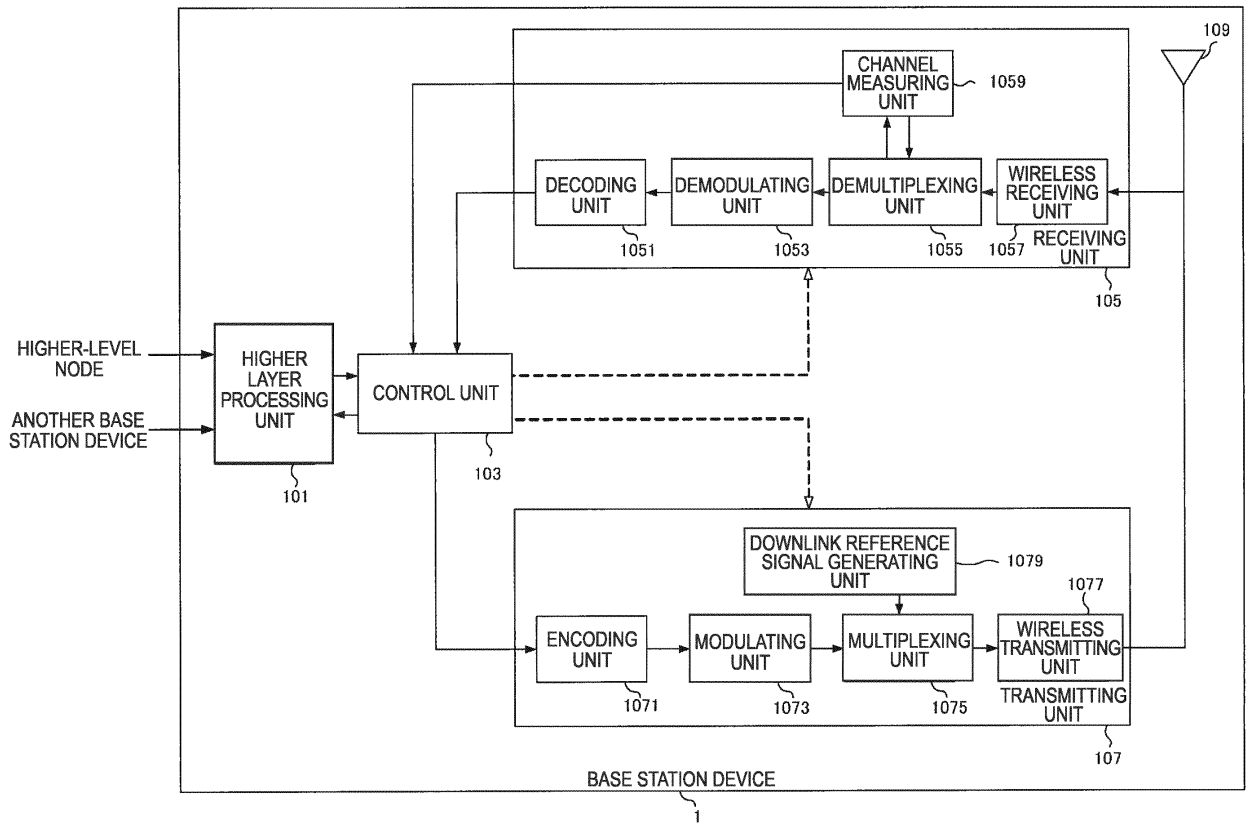 109
CHANNEL
MEASURING
UNIT
1059
DECODING
UNIT
1051
DEMODULATING
UNIT
1053
DEMULTIPLEXING
UNIT
1055
WIRELESS
RECEIVING
UNIT
1057
RECEIVING
UNIT
105
HIGHER-LEVEL
NODE
ANOTHER BASE
STATION DEVICE
HIGHER
LAYER
PROCESSING
UNIT
101
CONTROL UNIT
103
DOWNLINK REFERENCE
SIGNAL GENERATING
UNIT
1079
ENCODING
UNIT
1071
MODULATING
UNIT
1073
MULTIPLEXING
UNIT
1075
1077
WIRELESS
TRANSMITTING
UNIT
TRANSMITTING
UNIT
107
BASE STATION DEVICE
1